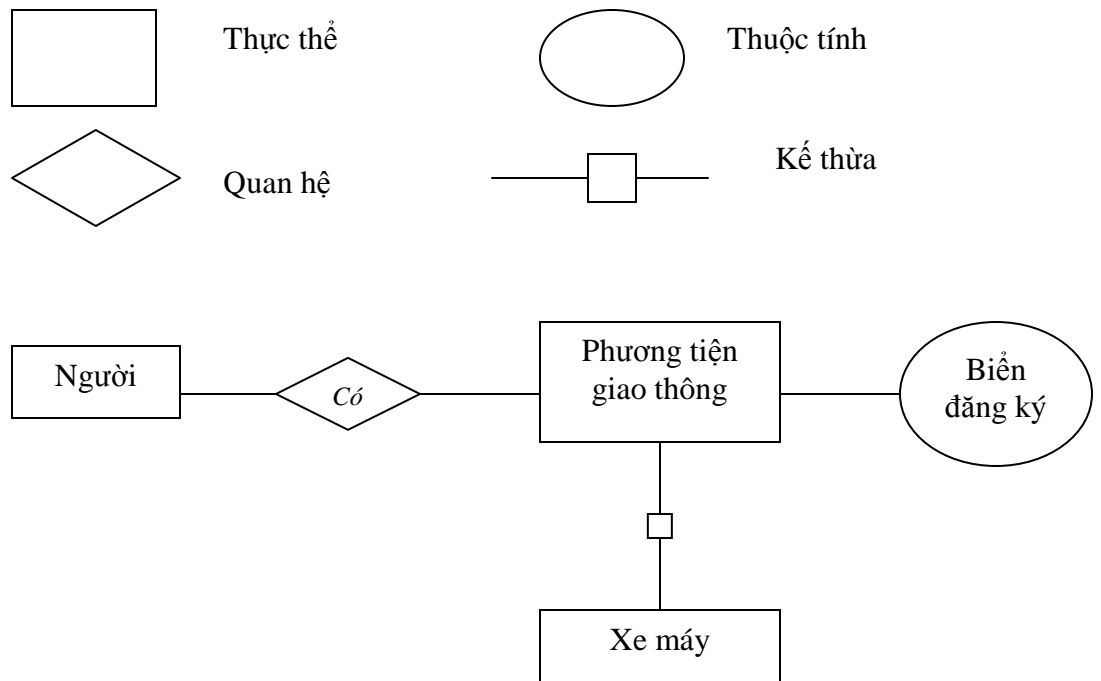 Thực thể
Thuộc tính
Quan hệ
Kế thừa
Người
Có
Phương tiện
giao thông
Biển
đăng ký
Xe máy